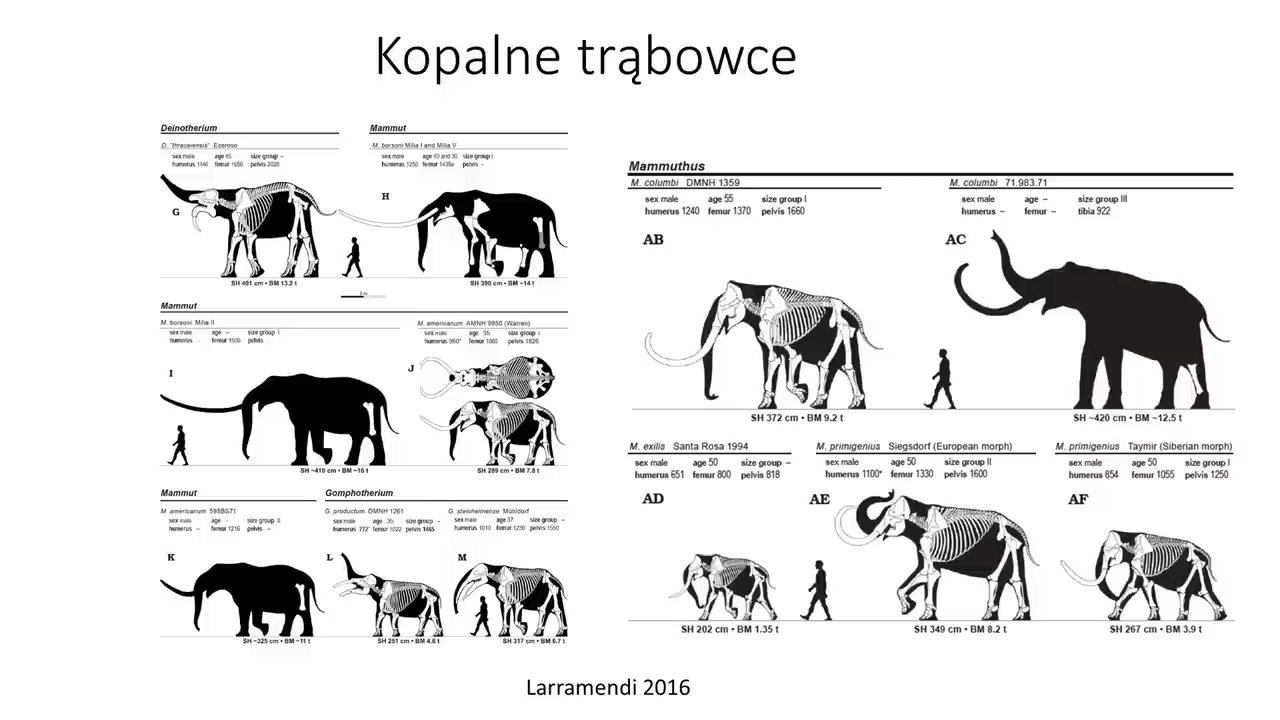 Kopalne trąbowce
Deinotherium
D. "thraceiensis" Ezerovo
sex male age 45 size group –
humerus 1140 femur 1650 pelvis 2020
G
SH 401 cm • BM 13.2 t
Mammut
M. borsoni Milia I and Milia V
sex male age 40 and 30 size group I
humerus 1250 femur 1435e pelvis –
H
SH 390 cm • BM ~14 t
2 m
Mammut
M. borsoni Milia II
sex male age – size group I
humerus - femur 1500 pelvis
I
SH ~410 cm • BM ~16 t
M. americanum AMNH 9950 (Warren)
sex male age 35 size group I
humerus 960* femur 1060 pelvis 1826
J
SH 289 cm • BM 7.8 t
Mammut
M. americanum 595BS71
sex male age - size group II
humerus – femur 1216 pelvis –
K
SH ~325 cm • BM ~11 t
Gomphotherium
G. productum DMNH 1261
sex male age 35 size group –
humerus 772* femur 1022 pelvis 1465
L
SH 251 cm • BM 4.6 t
G. steinheimense Mühldorf
sex male age 37 size group –
humerus 1010 femur 1230 pelvis 1550
M
SH 317 cm • BM 6.7 t
Mammuthus
M. columbi DMNH 1359
sex male age 55 size group I
humerus 1240 femur 1370 pelvis 1660
AB
SH 372 cm • BM 9.2 t
M. columbi 71.983.71
sex male age – size group III
humerus – femur – tibia 922
AC
SH ~420 cm • BM ~12.5 t
M. exilis Santa Rosa 1994
sex male age 50 size group –
humerus 651 femur 800 pelvis 818
AD
SH 202 cm • BM 1.35 t
M. primigenius Siegsdorf (European morph)
sex male age 50 size group II
humerus 1100* femur 1330 pelvis 1600
AE
SH 349 cm • BM 8.2 t
M. primigenius Taymir (Siberian morph)
sex male age 50 size group I
humerus 854 femur 1055 pelvis 1250
AF
SH 267 cm • BM 3.9 t
Larramendi 2016